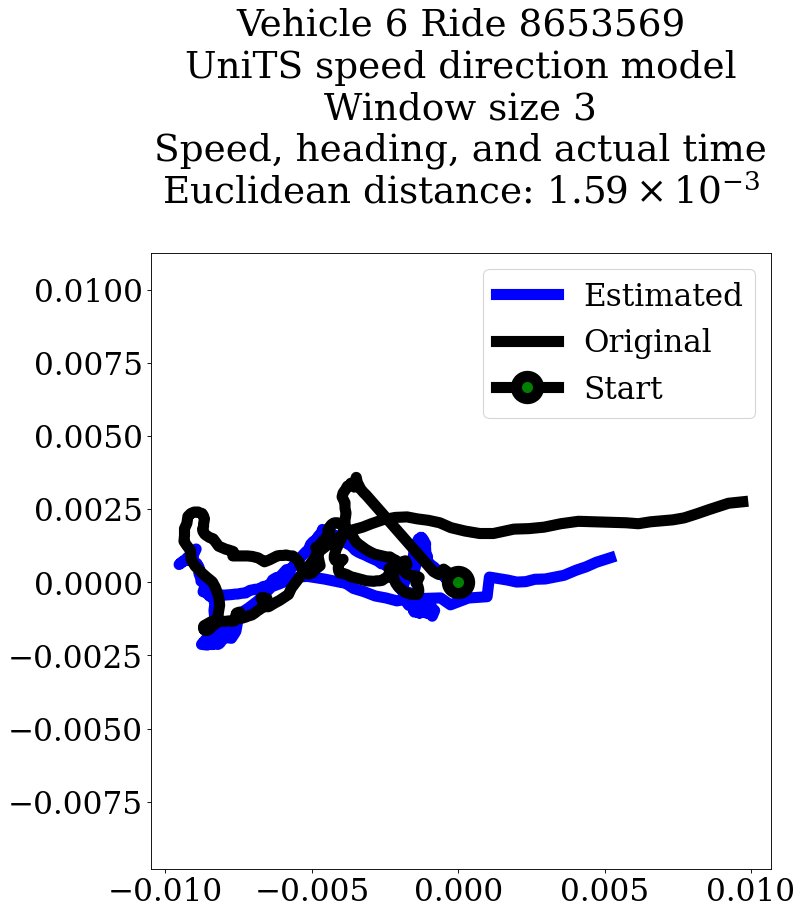 Vehicle 6 Ride 8653569
UniTS speed direction model
Window size 3
Speed, heading, and actual time
Euclidean distance: 1.59 × 10⁻³
Estimated
Original
Start
0.0100
0.0075
0.0050
0.0025
0.0000
−0.0025
−0.0050
−0.0075
−0.010 −0.005 0.000 0.005 0.010